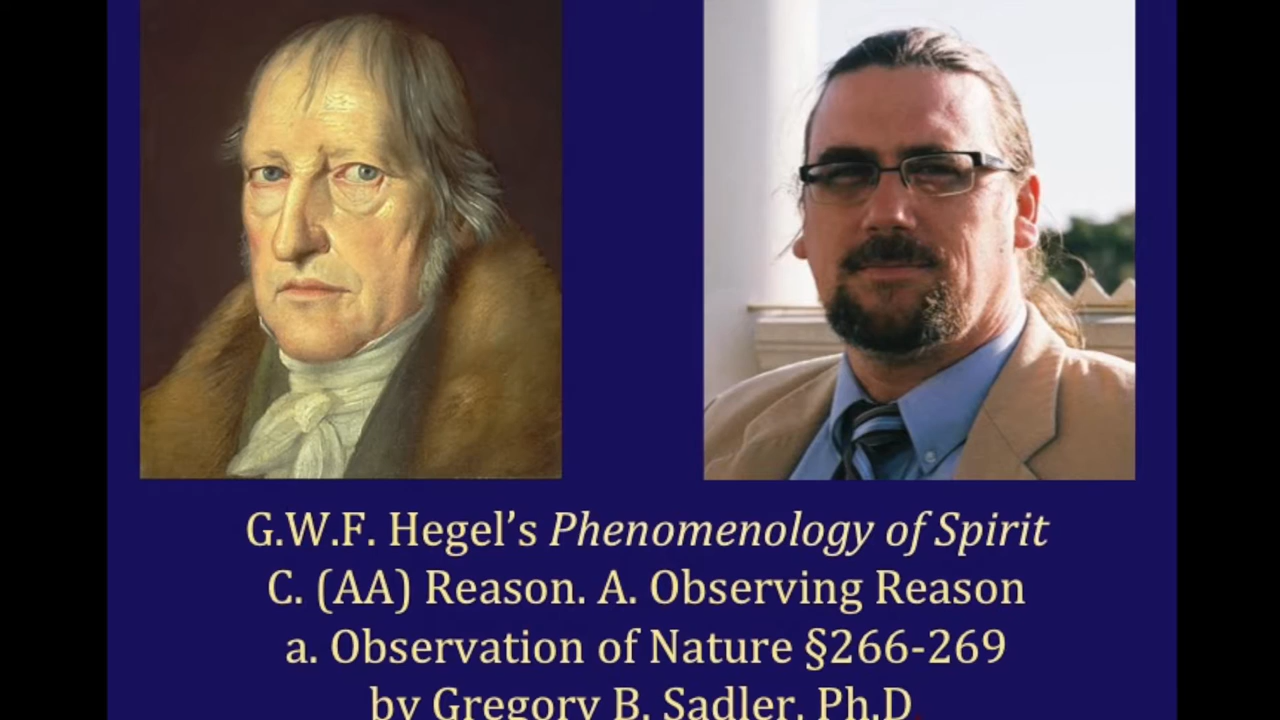 G.W.F. Hegel’s Phenomenology of Spirit
C. (AA) Reason. A. Observing Reason
a. Observation of Nature §266-269
by Gregory B. Sadler, Ph.D.